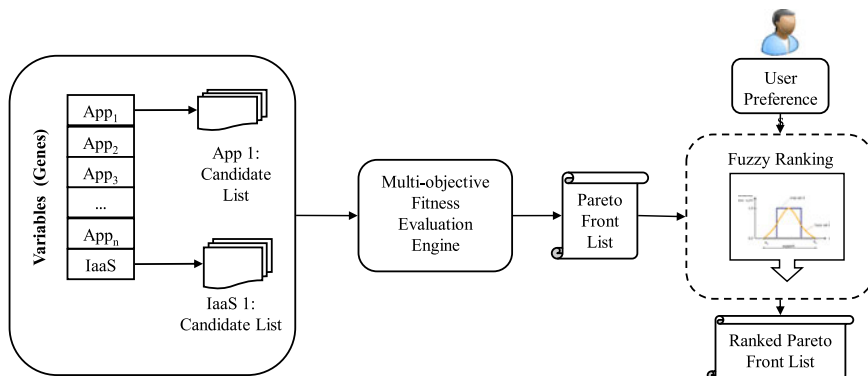 Variables (Genes)
App1
App2
App3
...
Appn
IaaS
App 1:
Candidate
List
IaaS 1:
Candidate List
Multi-objective
Fitness
Evaluation
Engine
Pareto
Front
List
User
Preference
s
Fuzzy Ranking
Ranked Pareto
Front List